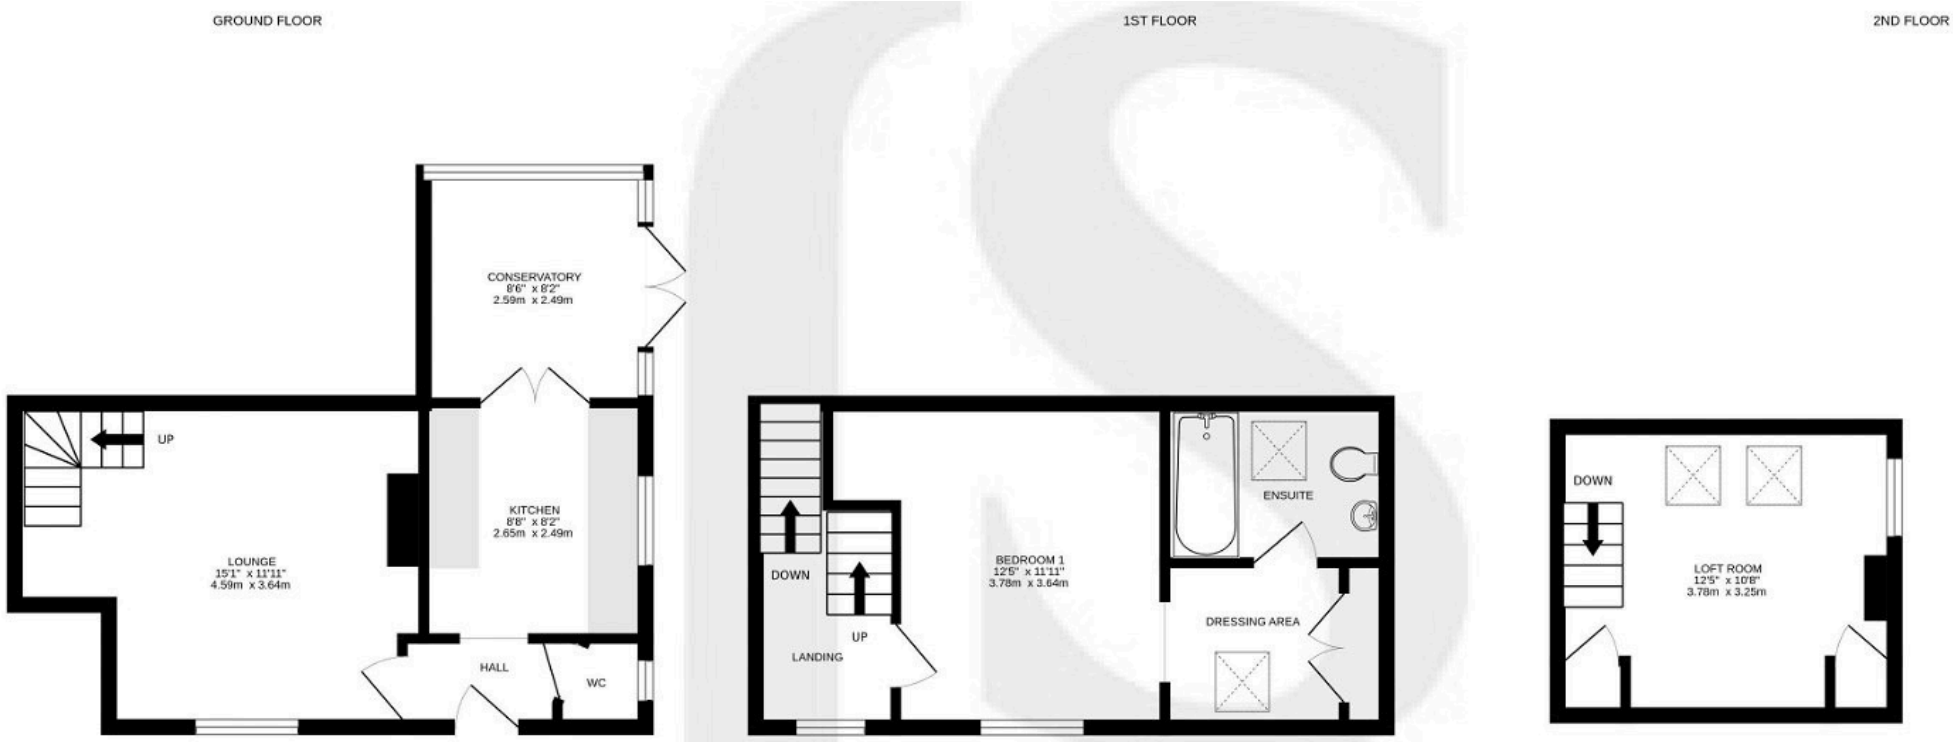 GROUND FLOOR
1ST FLOOR
2ND FLOOR
CONSERVATORY
8'6" x 8'2"
2.59m x 2.49m
UP
KITCHEN
8'8" x 8'2"
2.65m x 2.49m
LOUNGE
15'1" x 11'11"
4.59m x 3.64m
HALL
WC
DOWN
UP
LANDING
BEDROOM 1
12'5" x 11'11"
3.78m x 3.64m
ENSUITE
DRESSING AREA
DOWN
LOFT ROOM
12'5" x 10'8"
3.78m x 3.25m